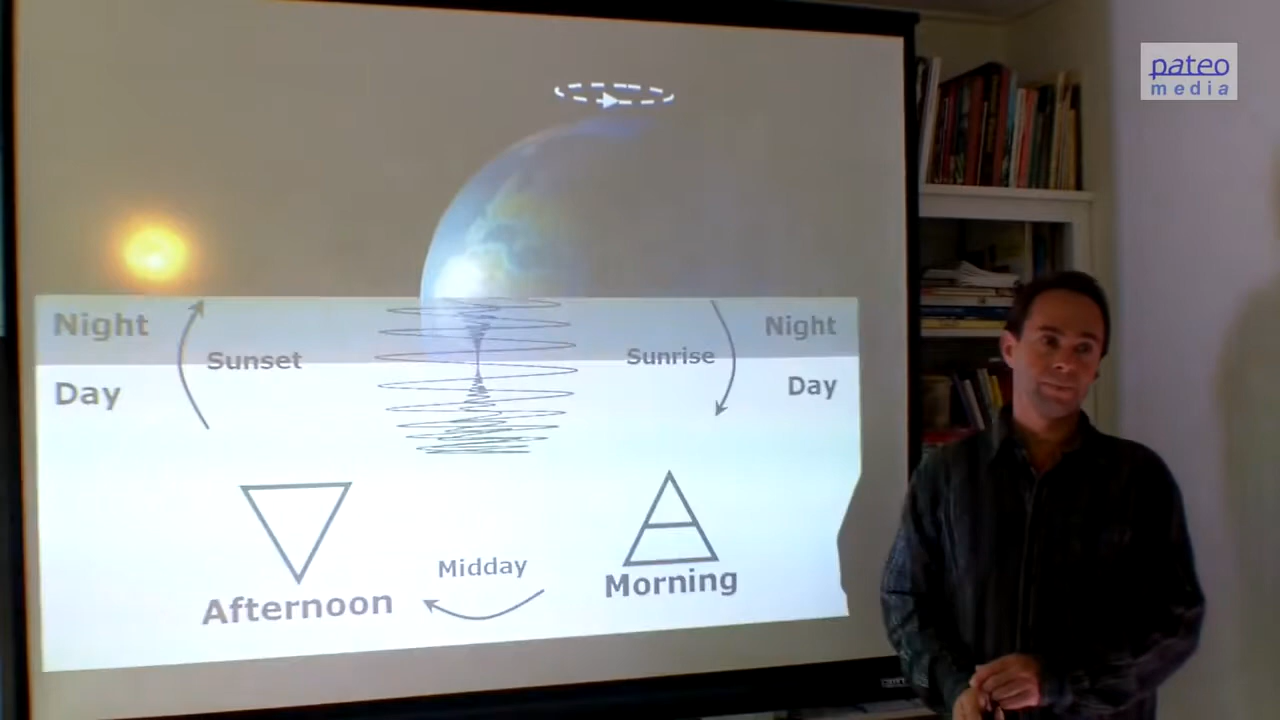 pateo
media
Night
Night
Sunset
Sunrise
Day
Day
Midday
Morning
Afternoon